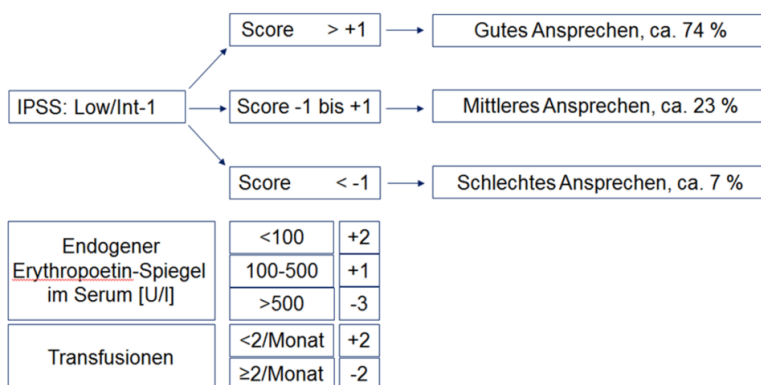 Score > +1
Gutes Ansprechen, ca. 74 %
IPSS: Low/Int-1
Score -1 bis +1
Mittleres Ansprechen, ca. 23 %
Score < -1
Schlechtes Ansprechen, ca. 7 %
Endogener
Erythropoetin-Spiegel
im Serum [U/l]
<100
+2
100-500
+1
>500
-3
Transfusionen
<2/Monat
+2
≥2/Monat
-2